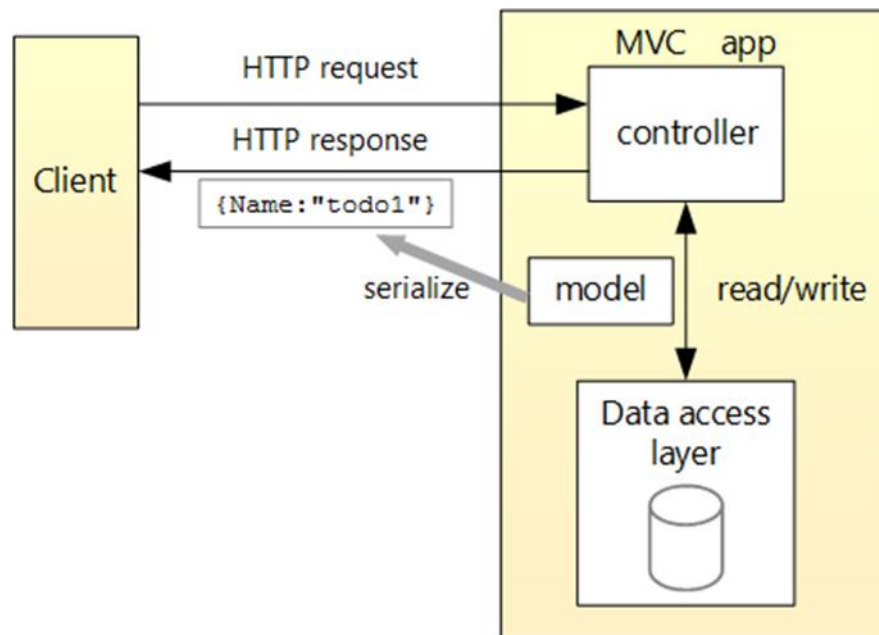 MVC app
HTTP request
controller
HTTP response
Client
{Name:"todo1"}
serialize
model
read/write
Data access
layer